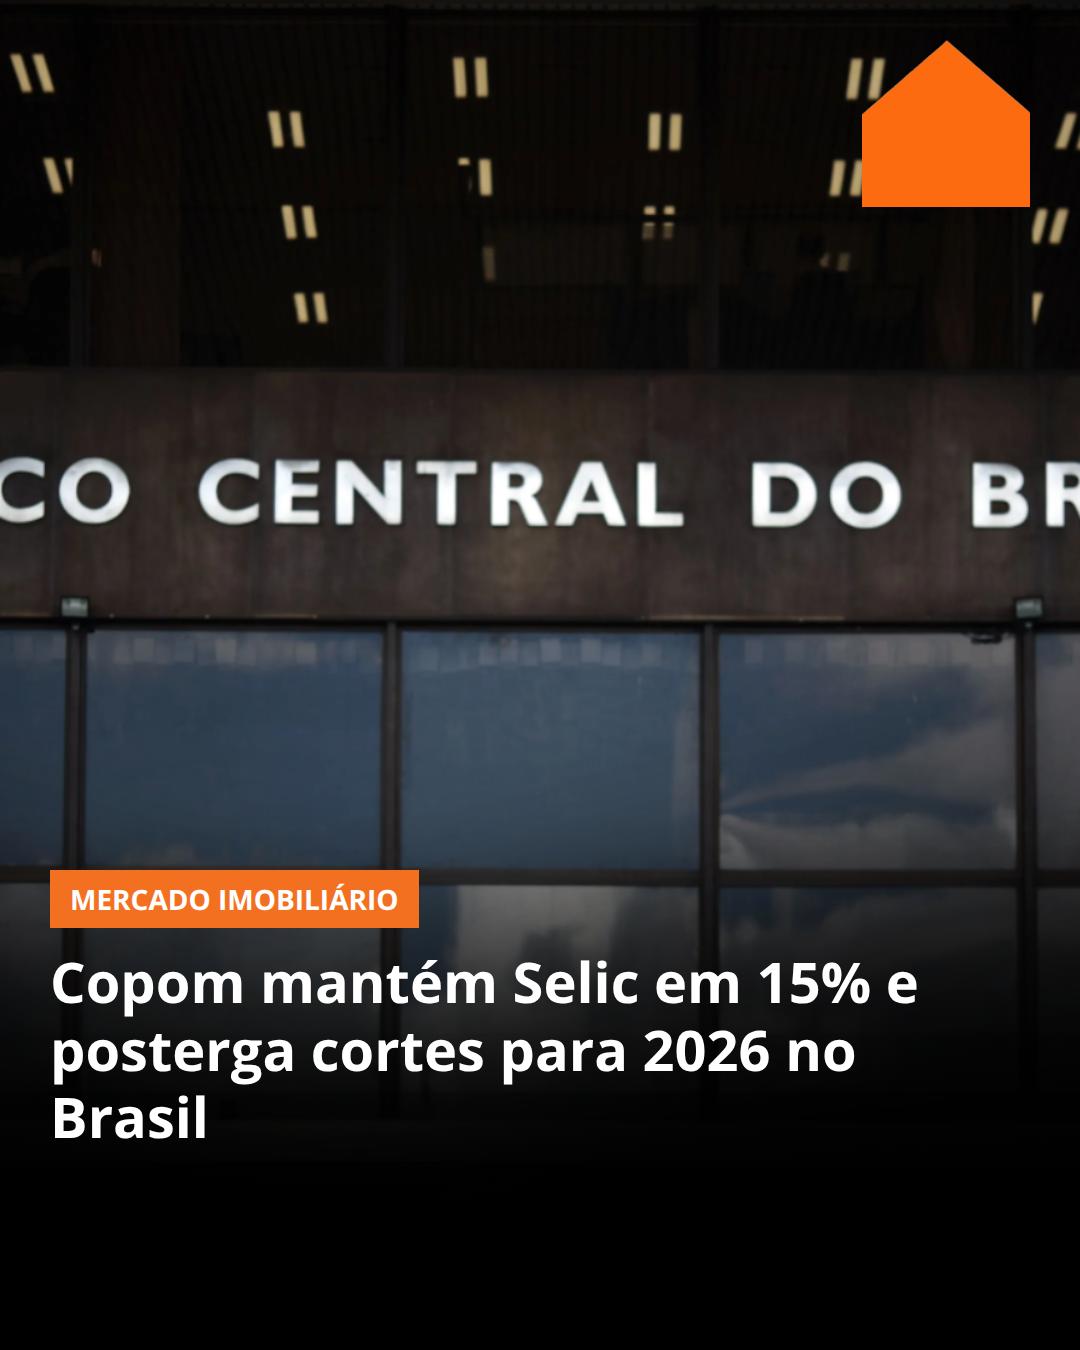 CO CENTRAL DO BR
MERCADO IMOBILIÁRIO
Copom mantém Selic em 15% e
posterga cortes para 2026 no
Brasil